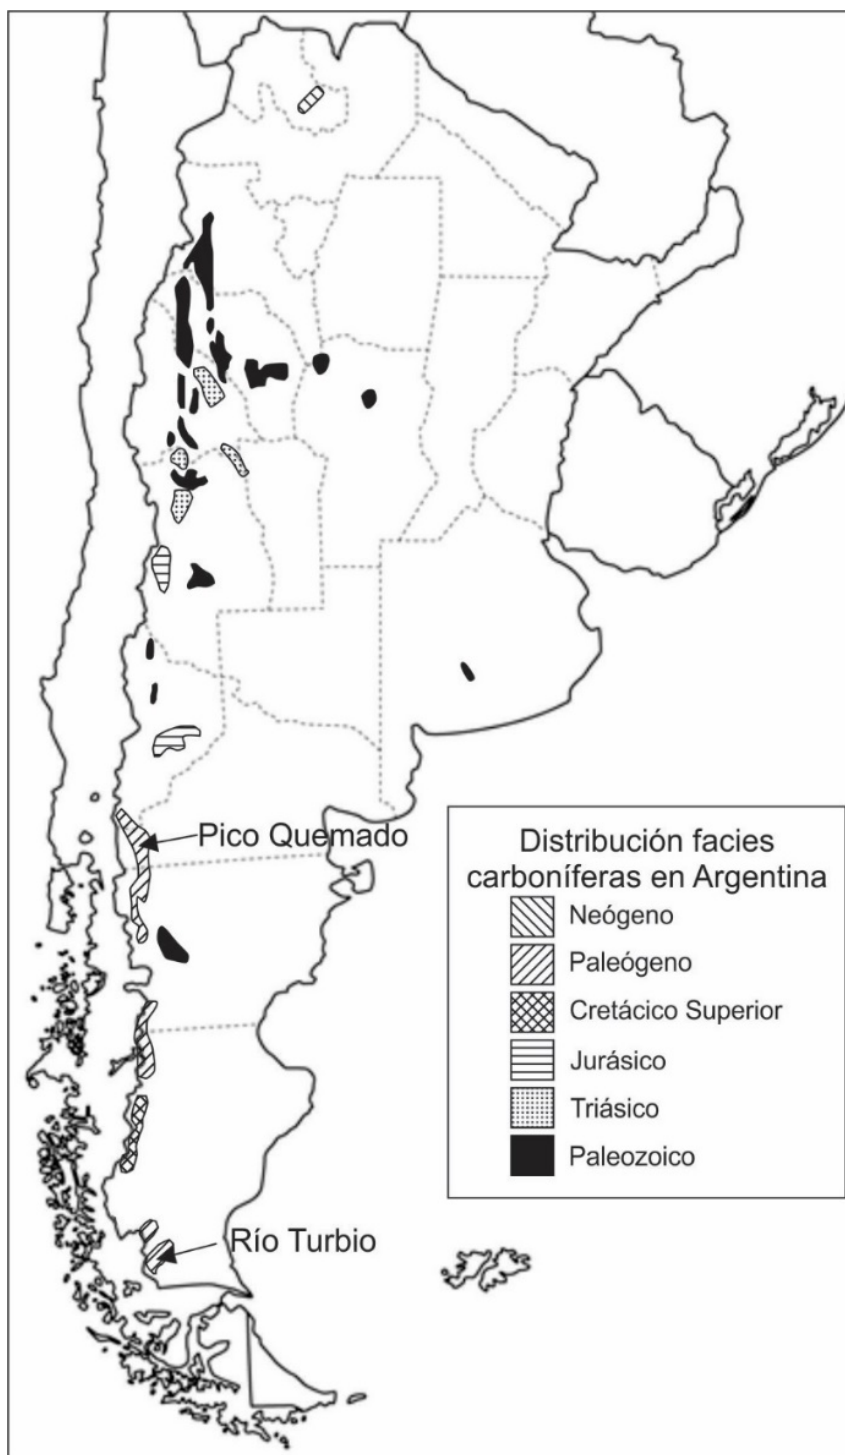 Pico Quemado
Distribución facies
carboníferas en Argentina
Neógeno
Paleógeno
Cretácico Superior
Jurásico
Triásico
Paleozoico
Río Turbio